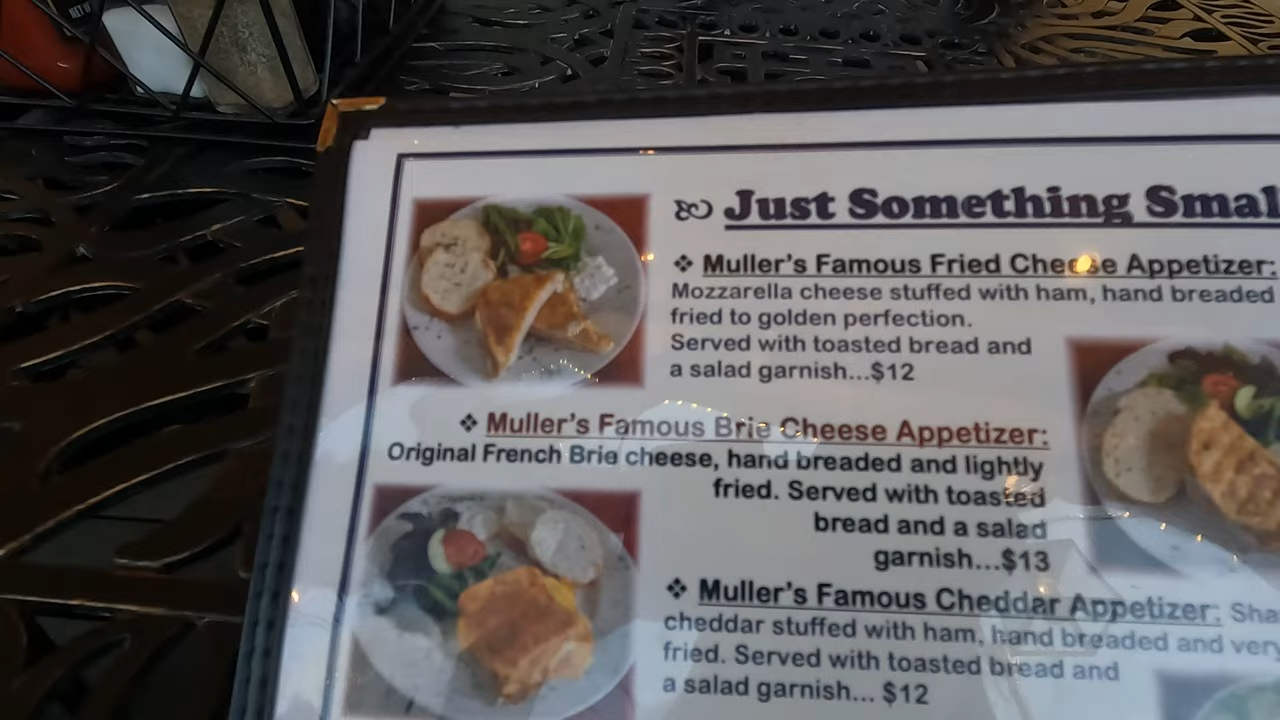 Just Something Smal
❖ Muller's Famous Fried Cheese Appetizer:
Mozzarella cheese stuffed with ham, hand breaded
fried to golden perfection.
Served with toasted bread and
a salad garnish...$12
❖ Muller's Famous Brie Cheese Appetizer:
Original French Brie cheese, hand breaded and lightly
fried. Served with toasted
bread and a salad
garnish...$13
❖ Muller's Famous Cheddar Appetizer: Sha
cheddar stuffed with ham, hand breaded and very
fried. Served with toasted bread and
a salad garnish... $12